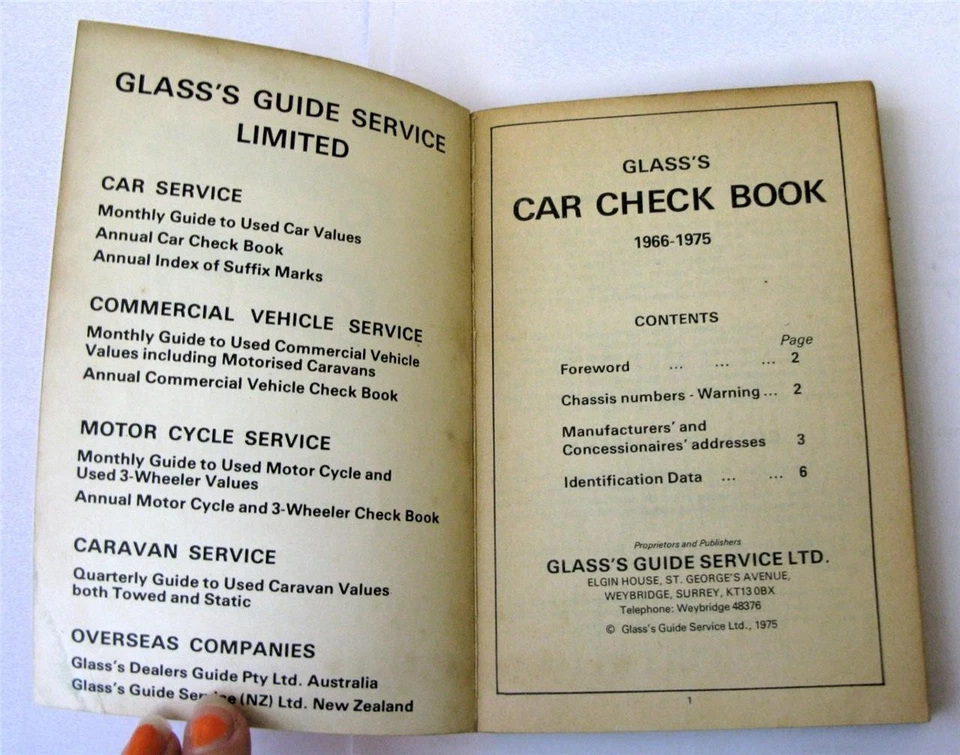 GLASS'S GUIDE SERVICE
LIMITED
CAR SERVICE
Monthly Guide to Used Car Values
Annual Car Check Book
Annual Index of Suffix Marks
COMMERCIAL VEHICLE SERVICE
Monthly Guide to Used Commercial Vehicle
Values including Motorised Caravans
Annual Commercial Vehicle Check Book
MOTOR CYCLE SERVICE
Monthly Guide to Used Motor Cycle and
Used 3-Wheeler Values
Annual Motor Cycle and 3-Wheeler Check Book
CARAVAN SERVICE
Quarterly Guide to Used Caravan Values
both Towed and Static
OVERSEAS COMPANIES
Glass's Dealers Guide Pty Ltd. Australia
Glass's Guide Service (NZ) Ltd. New Zealand
GLASS'S
CAR CHECK BOOK
1966-1975
CONTENTS
Page
Foreword ... ... ... 2
Chassis numbers - Warning ... 2
Manufacturers' and
Concessionaires' addresses 3
Identification Data ... ... 6
Proprietors and Publishers
GLASS'S GUIDE SERVICE LTD.
ELGIN HOUSE, ST. GEORGE'S AVENUE,
WEYBRIDGE, SURREY, KT13 0BX
Telephone: Weybridge 48376
© Glass's Guide Service Ltd., 1975
1